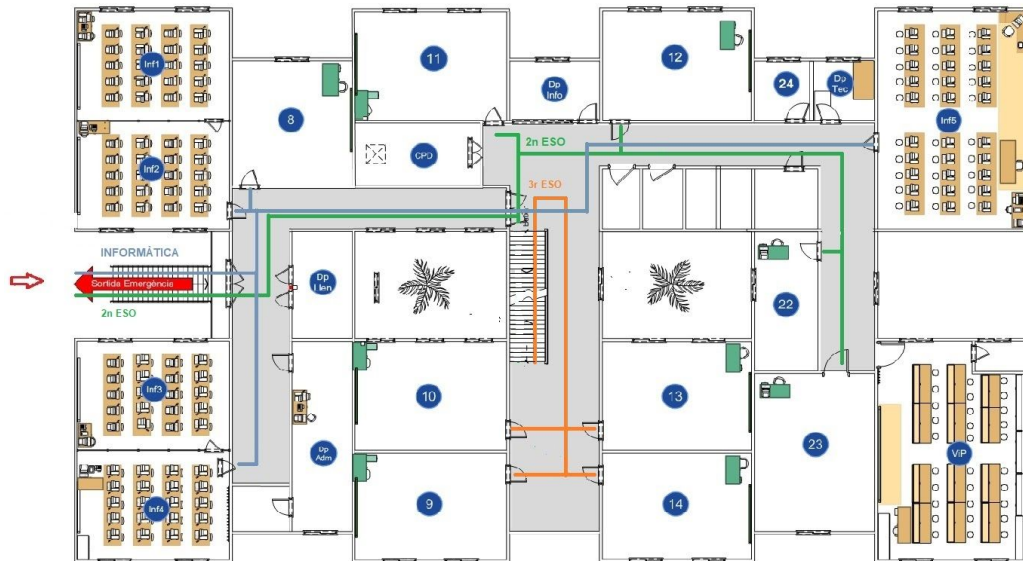 11
12
Inf1
Dp
Info
24
Dp
Tec
8
Inf5
2n ESO
CPD
Inf2
3r ESO
INFORMÀTICA
Sortida Emergència
2n ESO
Dp
Llen
22
Inf3
10
13
23
Dp
Adm
ViP
Inf4
9
14